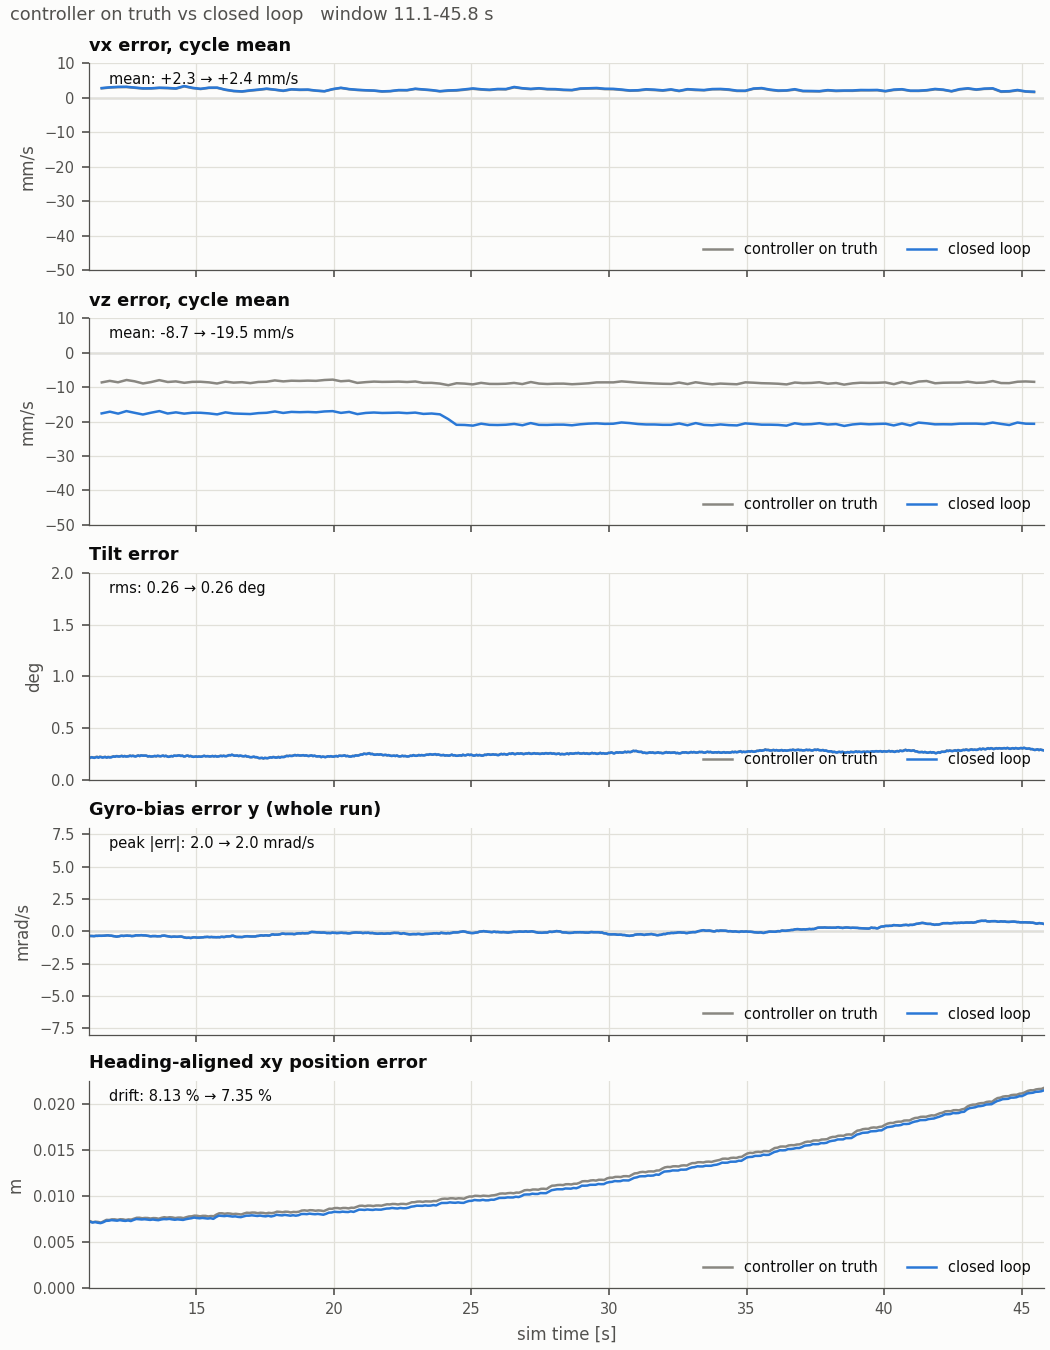 controller on truth vs closed loop   window 11.1-45.8 s
vx error, cycle mean
mean: +2.3 → +2.4 mm/s
10
0
−10
−20
−30
−40
−50
mm/s
controller on truth
closed loop
vz error, cycle mean
mean: -8.7 → -19.5 mm/s
10
0
−10
−20
−30
−40
−50
mm/s
controller on truth
closed loop
Tilt error
rms: 0.26 → 0.26 deg
2.0
1.5
1.0
0.5
0.0
deg
controller on truth
closed loop
Gyro-bias error y (whole run)
peak |err|: 2.0 → 2.0 mrad/s
7.5
5.0
2.5
0.0
−2.5
−5.0
−7.5
mrad/s
controller on truth
closed loop
Heading-aligned xy position error
drift: 8.13 % → 7.35 %
0.020
0.015
0.010
0.005
0.000
m
controller on truth
closed loop
15
20
25
30
35
40
45
sim time [s]